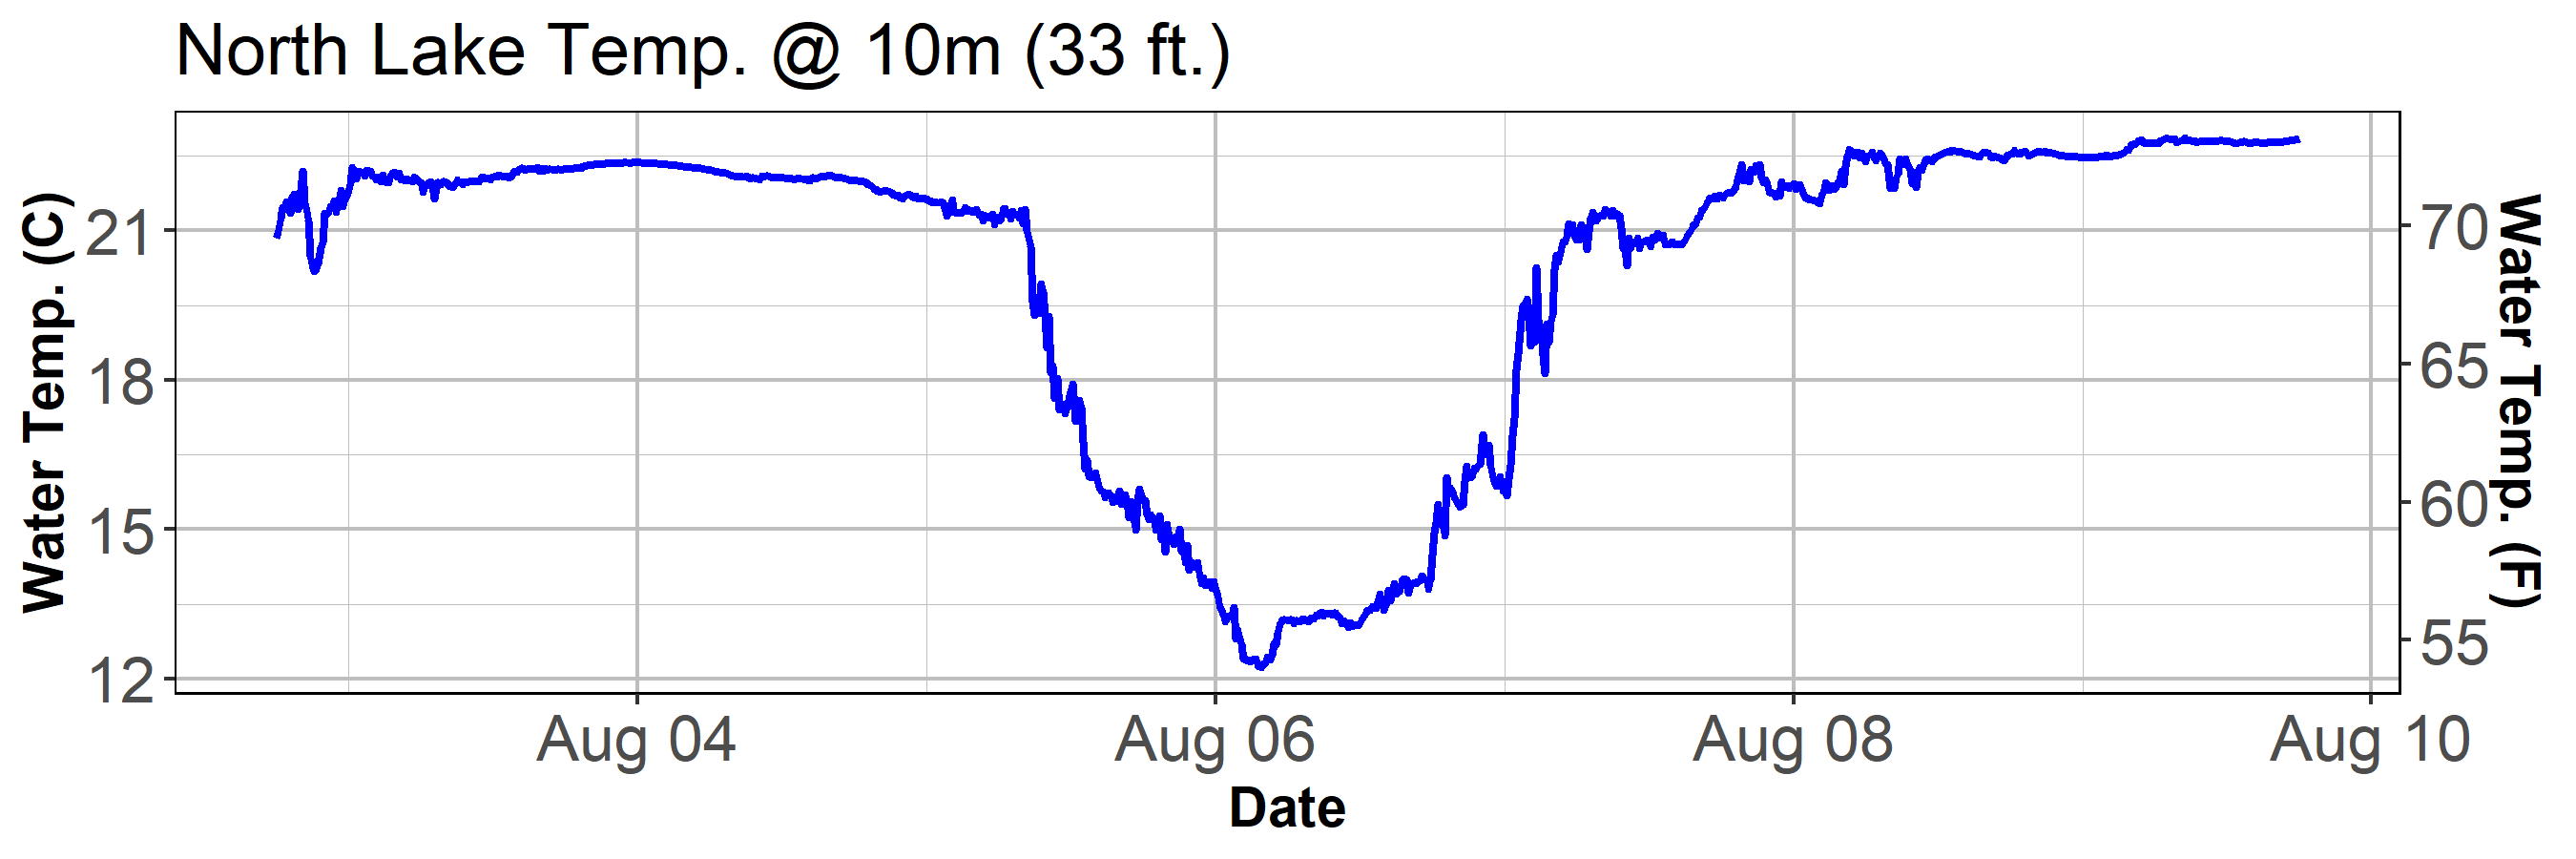 North Lake Temp. @ 10m (33 ft.)
Water Temp. (C)
21
18
15
12
70
65
60
55
Water Temp. (F)
Aug 04
Aug 06
Aug 08
Aug 10
Date